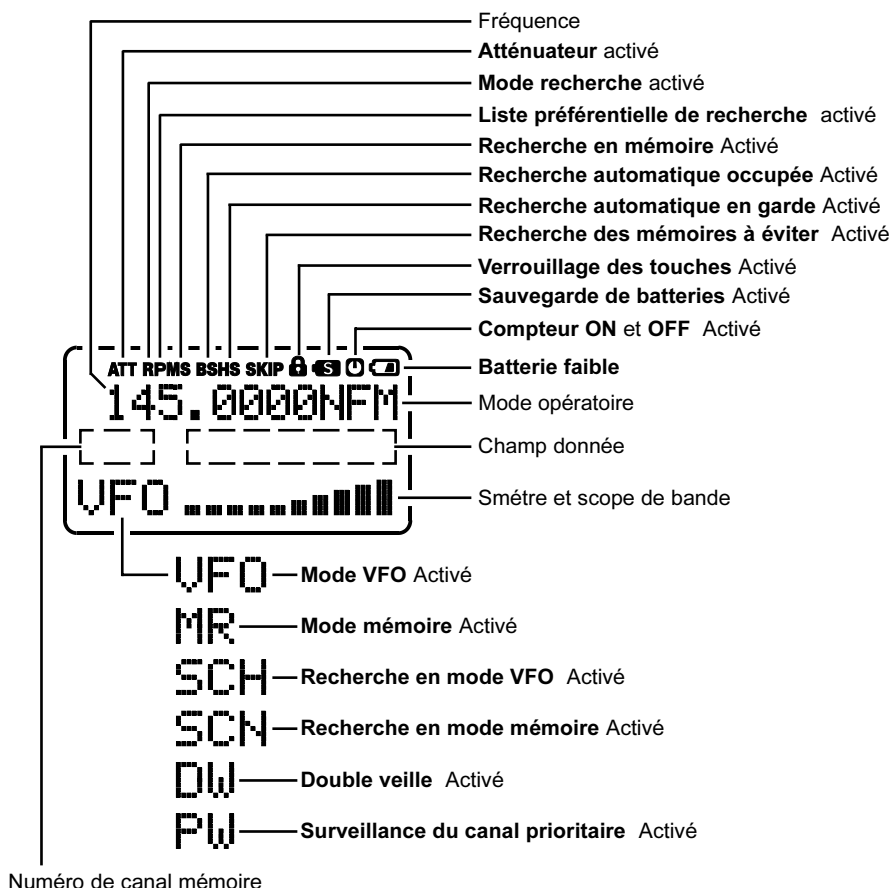 Fréquence
Atténuateur activé
Mode recherche activé
Liste préférentielle de recherche activé
Recherche en mémoire Activé
Recherche automatique occupée Activé
Recherche automatique en garde Activé
Recherche des mémoires à éviter Activé
Verrouillage des touches Activé
Sauvegarde de batteries Activé
Compteur ON et OFF Activé
ATT RPMS BSHS SKIP S
Batterie faible
145.0000NFM
Mode opératoire
Champ donnée
VFO
Smétre et scope de bande
VFO Mode VFO Activé
MR Mode mémoire Activé
SCH Recherche en mode VFO Activé
SCN Recherche en mode mémoire Activé
DW Double veille Activé
PW Surveillance du canal prioritaire Activé
Numéro de canal mémoire